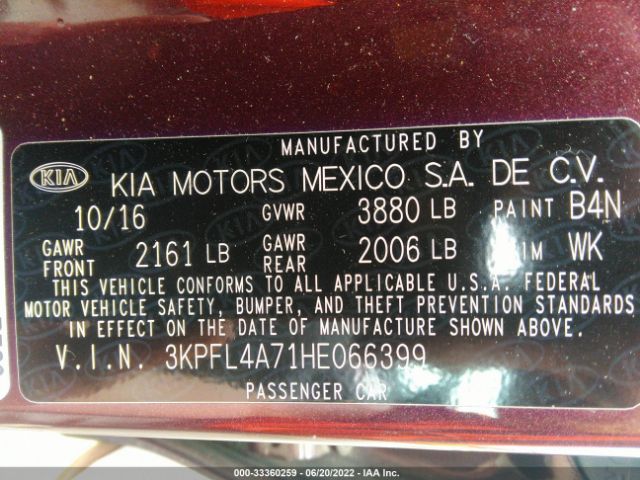 MANUFACTURED BY
KIA KIA MOTORS MEXICO S.A. DE C.V.
10/16 GVWR 3880 LB PAINT B4N
GAWR FRONT 2161 LB GAWR REAR 2006 LB WK
THIS VEHICLE CONFORMS TO ALL APPLICABLE U.S.A. FEDERAL
MOTOR VEHICLE SAFETY, BUMPER, AND THEFT PREVENTION STANDARDS
IN EFFECT ON THE DATE OF MANUFACTURE SHOWN ABOVE.
V.I.N. 3KPFL4A71HE066399
PASSENGER CAR
000-33360259 - 06/20/2022 - IAA Inc.